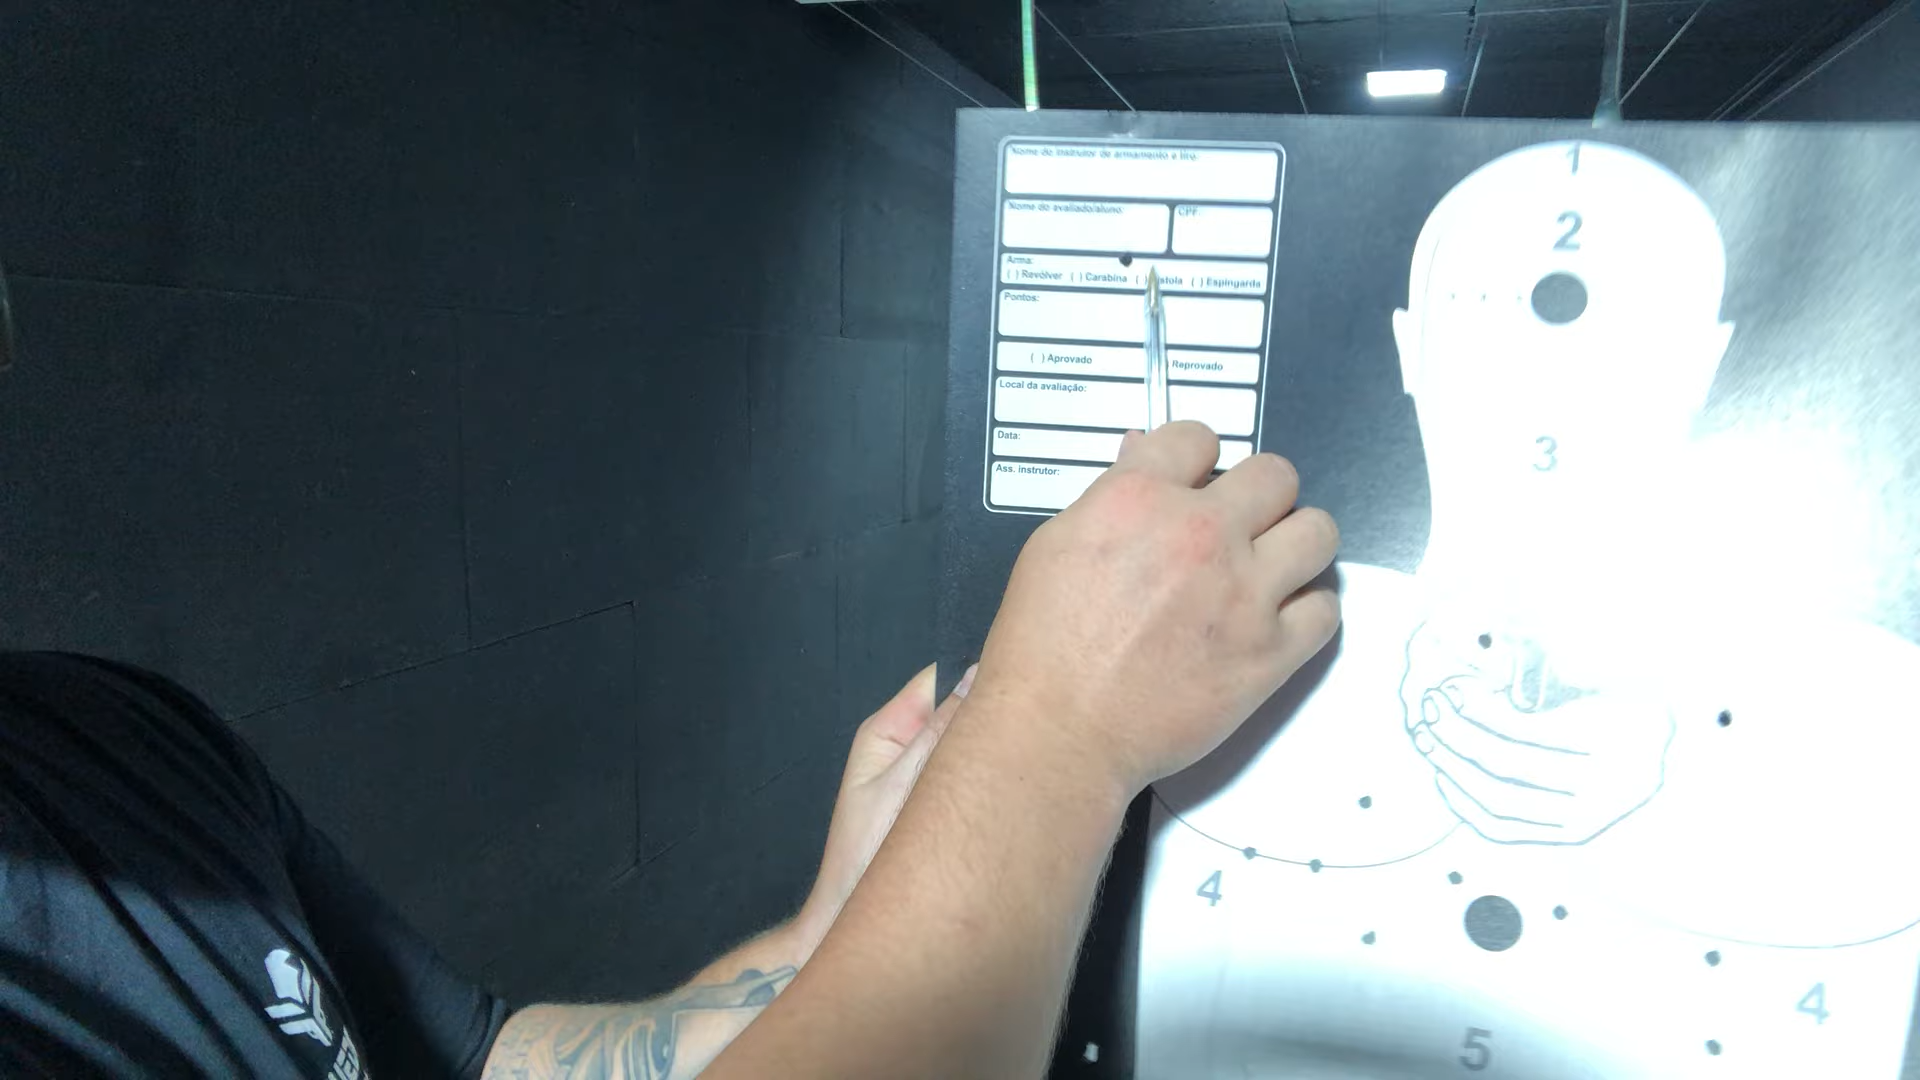 Nome do instrutor de armamento e tiro:
Nome do avaliado/aluno: CPF:
Arma:
( ) Revólver ( ) Carabina ( ) istola ( ) Espingarda
Pontos:
( ) Aprovado ) Reprovado
Local da avaliação:
Data:
Ass. instrutor:
1
2
3
4
4
5